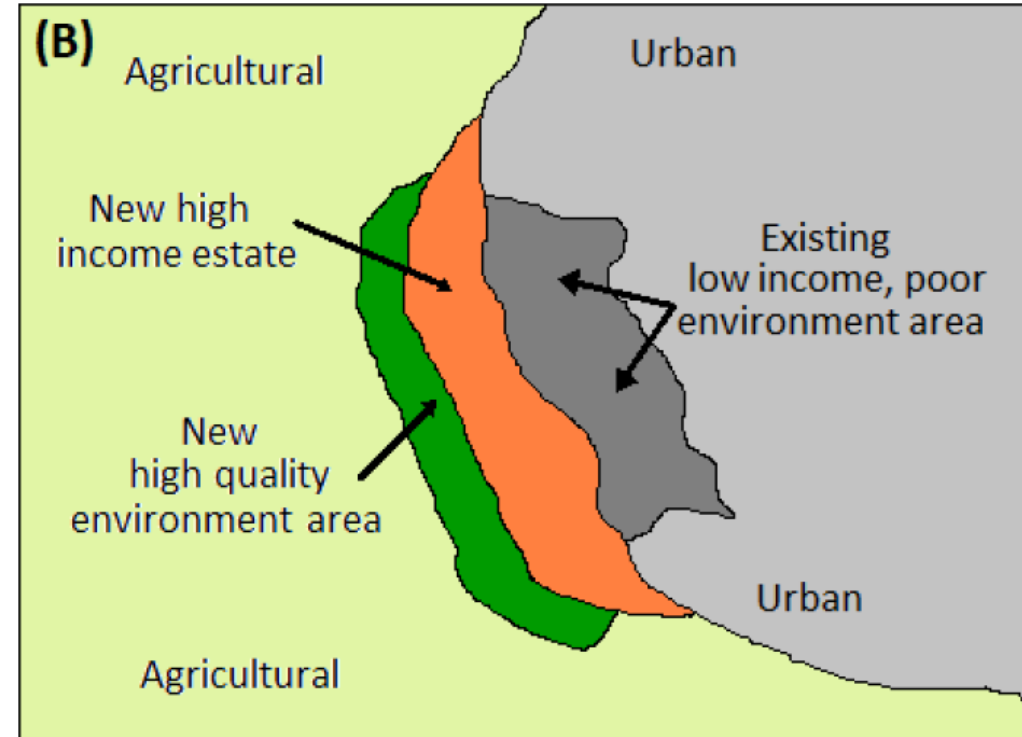 (B)
Agricultural
Urban
New high
income estate
Existing
low income, poor
environment area
New
high quality
environment area
Urban
Agricultural